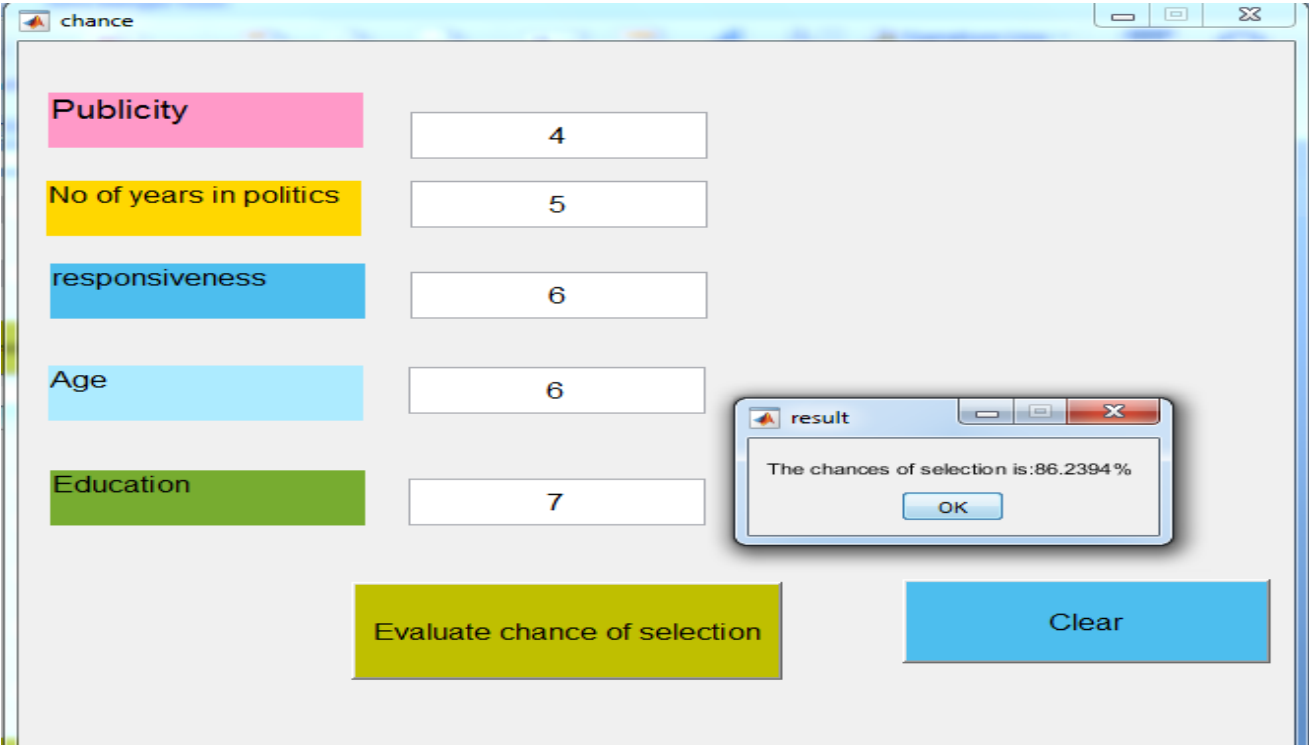 chance
Publicity
4
No of years in politics
5
responsiveness
6
Age
6
result
The chances of selection is:86.2394%
OK
Education
7
Evaluate chance of selection
Clear